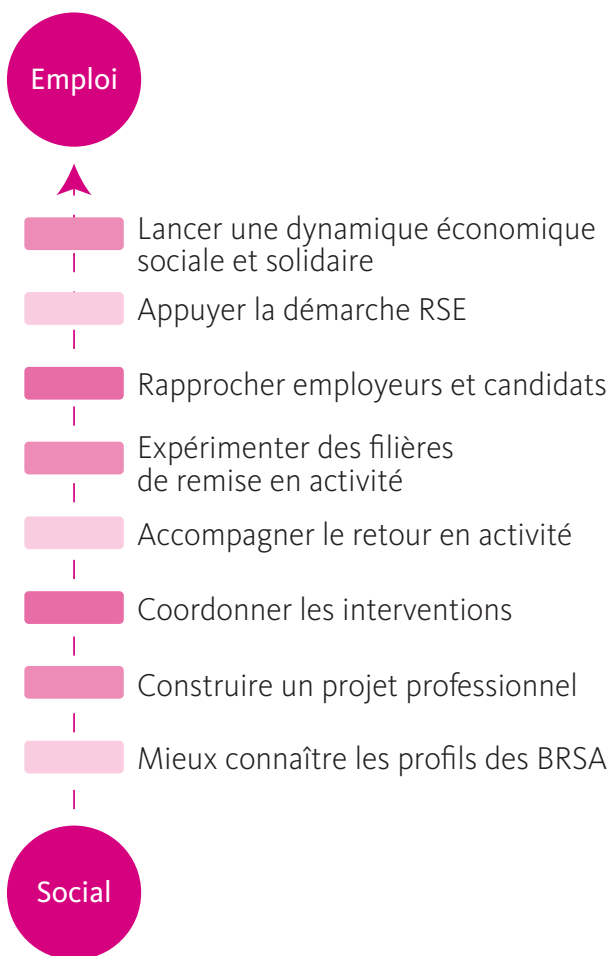 Emploi
Lancer une dynamique économique
sociale et solidaire
Appuyer la démarche RSE
Rapprocher employeurs et candidats
Expérimenter des filières
de remise en activité
Accompagner le retour en activité
Coordonner les interventions
Construire un projet professionnel
Mieux connaître les profils des BRSA
Social